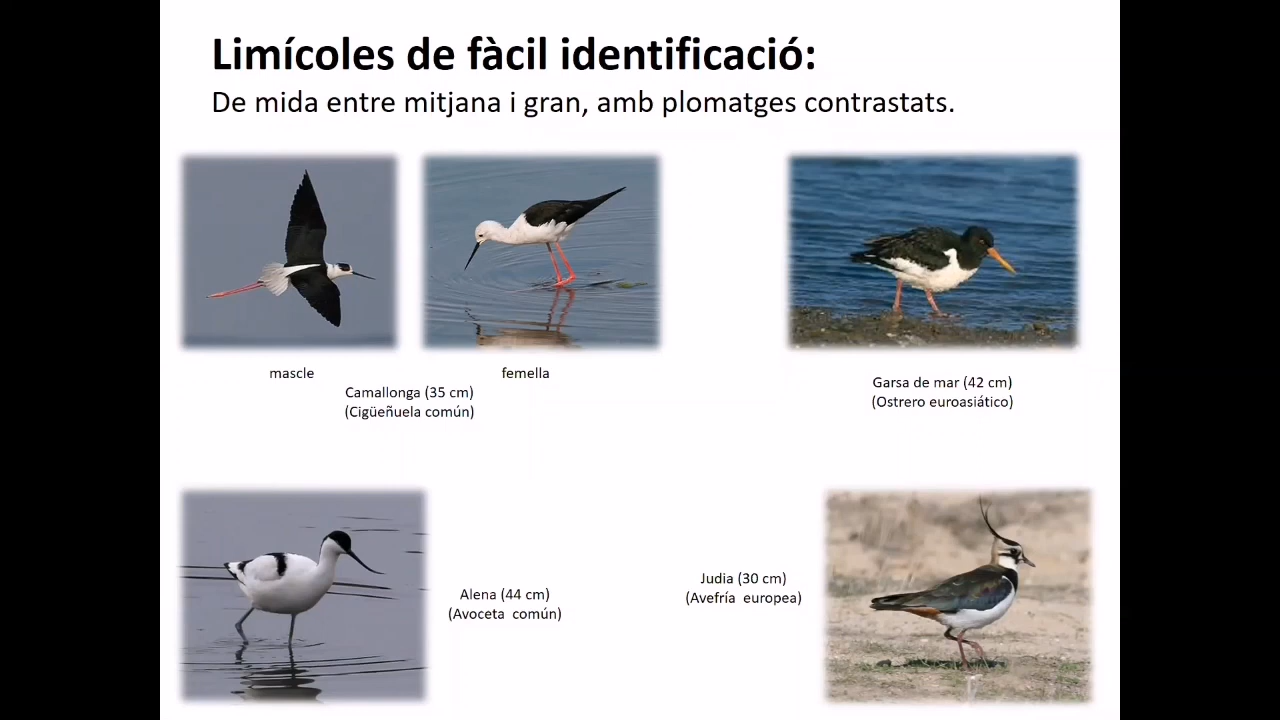 Limícoles de fàcil identificació:
De mida entre mitjana i gran, amb plomatges contrastats.
mascle
femella
Camallonga (35 cm)
(Cigüeñuela común)
Garsa de mar (42 cm)
(Ostrero euroasiático)
Alena (44 cm)
(Avoceta común)
Judia (30 cm)
(Avefría europea)